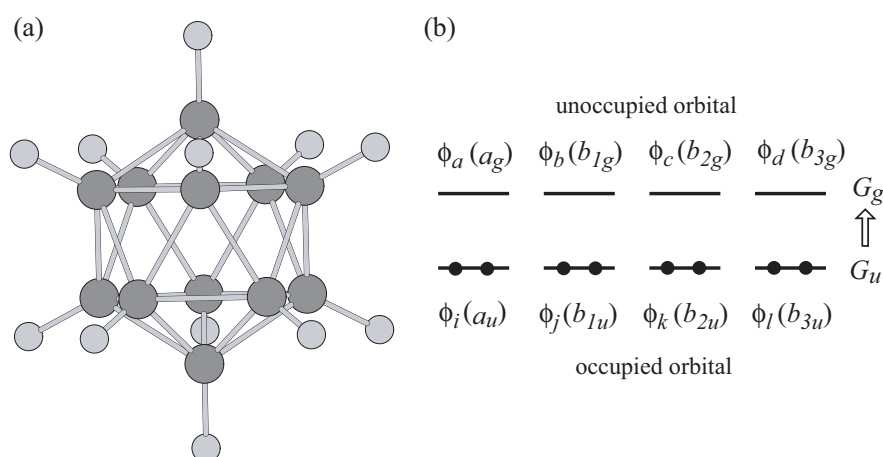 (a)
(b)
unoccupied orbital
ϕa (ag) ϕb (b1g) ϕc (b2g) ϕd (b3g)
Gg
Gu
ϕi (au) ϕj (b1u) ϕk (b2u) ϕl (b3u)
occupied orbital